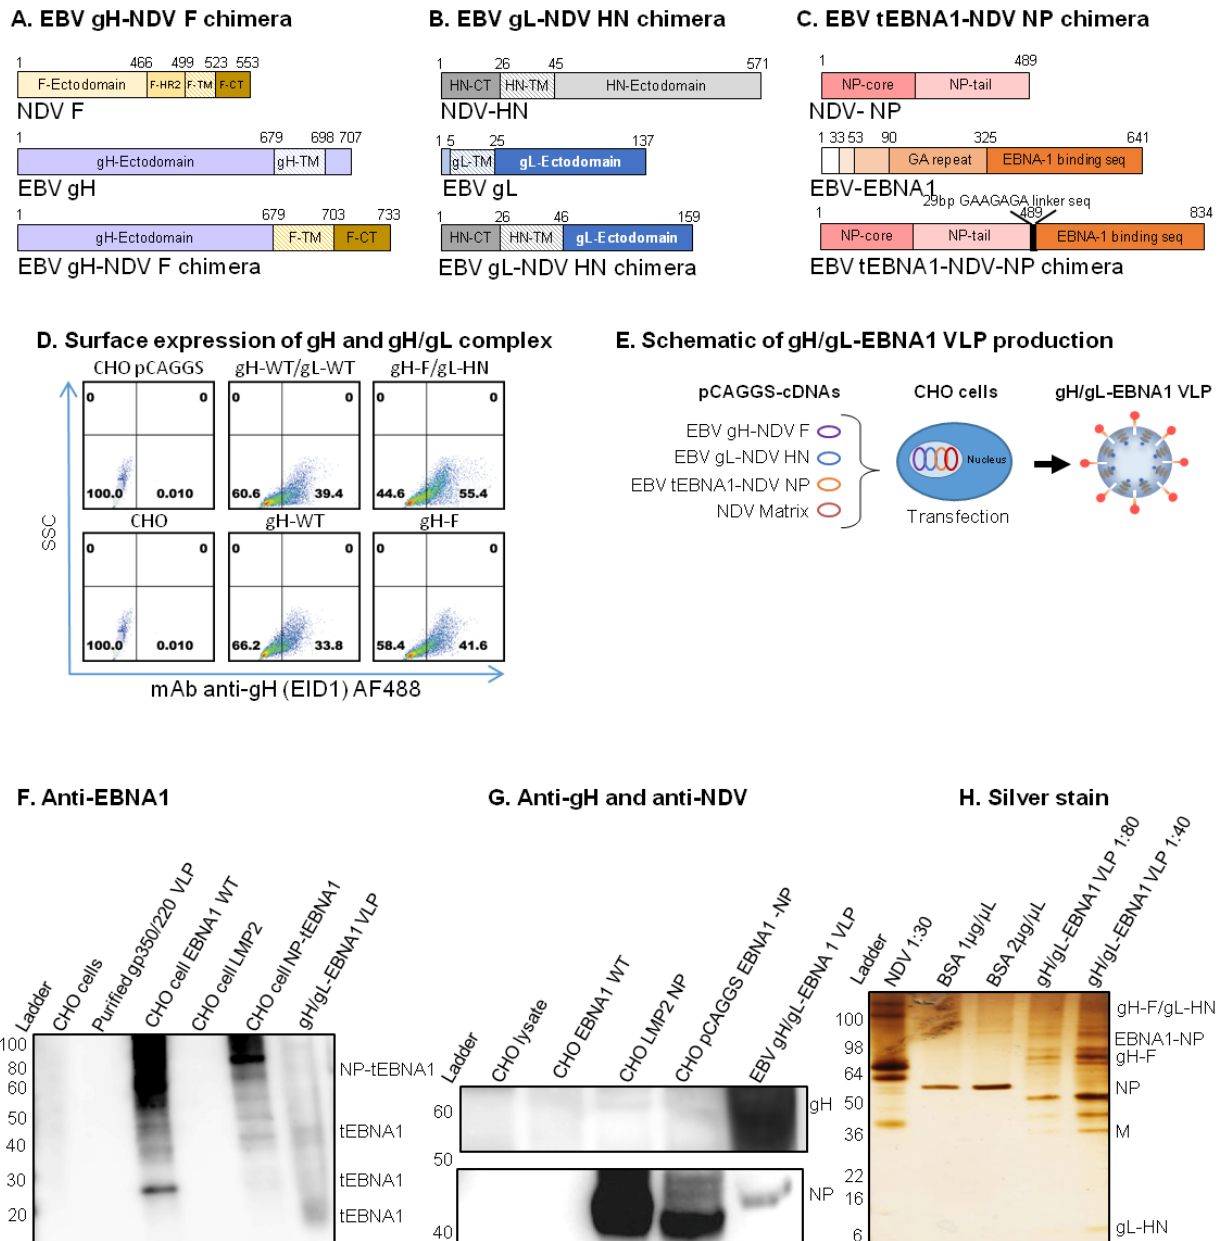 A. EBV gH-NDV F chimera
1 466 499 523 553
F-Ectodomain F-HR2 F-TM F-CT
NDV F
1 679 698 707
gH-Ectodomain gH-TM
EBV gH
1 679 703 733
gH-Ectodomain F-TM F-CT
EBV gH-NDV F chimera
B. EBV gL-NDV HN chimera
1 26 45 571
HN-CT HN-TM HN-Ectodomain
NDV-HN
1 5 25 137
gL-TM gL-Ectodomain
EBV gL
1 26 46 159
HN-CT HN-TM gL-Ectodomain
EBV gL-NDV HN chimera
C. EBV tEBNA1-NDV NP chimera
1 489
NP-core NP-tail
NDV- NP
1 33 53 90 325 641
GA repeat EBNA-1 binding seq
EBV-EBNA1
29bp GAAGAGA linker seq
1 489 834
NP-core NP-tail EBNA-1 binding seq
EBV tEBNA1-NDV-NP chimera
D. Surface expression of gH and gH/gL complex
CHO pCAGGS gH-WT/gL-WT gH-F/gL-HN
0 0 0 0 0 0
100.0 0.010 60.6 39.4 44.6 55.4
CHO gH-WT gH-F
0 0 0 0 0 0
100.0 0.010 66.2 33.8 58.4 41.6
SSC
mAb anti-gH (EID1) AF488
E. Schematic of gH/gL-EBNA1 VLP production
pCAGGS-cDNAs CHO cells gH/gL-EBNA1 VLP
EBV gH-NDV F
EBV gL-NDV HN
EBV tEBNA1-NDV NP
NDV Matrix
Nucleus
Transfection
F. Anti-EBNA1
Ladder
CHO cells
Purified gp350/220 VLP
CHO cell EBNA1 WT
CHO cell LMP2
CHO cell NP-tEBNA1
gH/gL-EBNA1 VLP
100
80
60
50
40
30
20
NP-tEBNA1
tEBNA1
tEBNA1
tEBNA1
G. Anti-gH and anti-NDV
Ladder
CHO lysate
CHO EBNA1 WT
CHO LMP2 NP
CHO pCAGGS EBNA1 -NP
EBV gH/gL-EBNA 1 VLP
60
50
40
gH
NP
H. Silver stain
Ladder
NDV 1:30
BSA 1µg/µL
BSA 2µg/µL
gH/gL-EBNA1 VLP 1:80
gH/gL-EBNA1 VLP 1:40
100
98
64
50
36
22
16
6
gH-F/gL-HN
EBNA1-NP
gH-F
NP
M
gL-HN